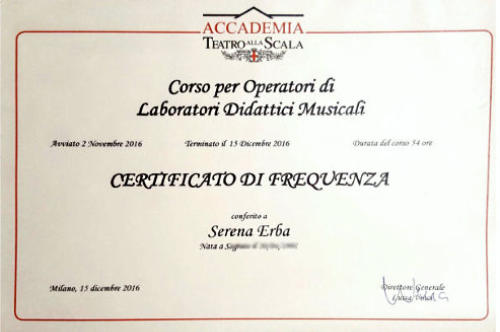 ACCADEMIA
TEATRO ALLA SCALA
Corso per Operatori di
Laboratori Didattici Musicali
Avviato 2 Novembre 2016 Terminato il 15 Dicembre 2016 Durata del corso 54 ore
CERTIFICATO DI FREQUENZA
conferito a
Serena Erba
Nata a
Milano, 15 dicembre 2016
Direttore Generale